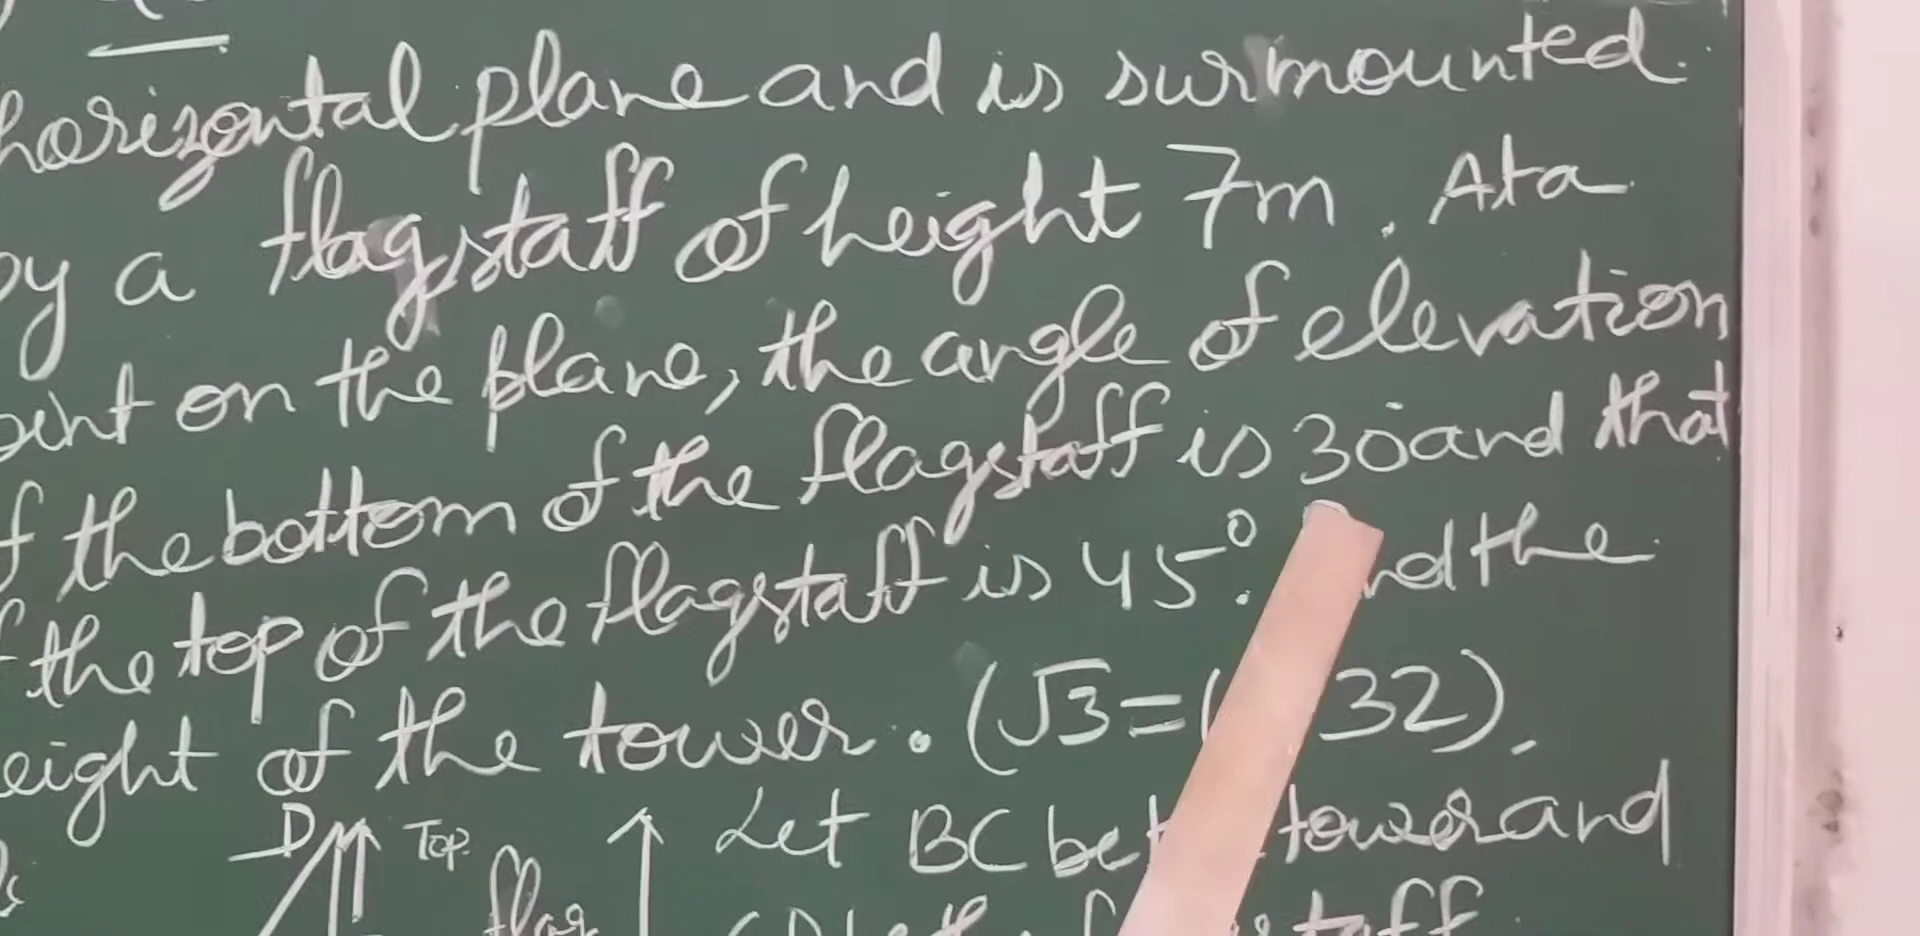 horizontal plane and is surmounted
by a flagstaff of height 7m. At a
point on the plane, the angle of elevation
of the bottom of the flagstaff is 30° and that
of the top of the flagstaff is 45°. the
height of the tower. (√3= 32).
D Top. Let BC be tower and
flag